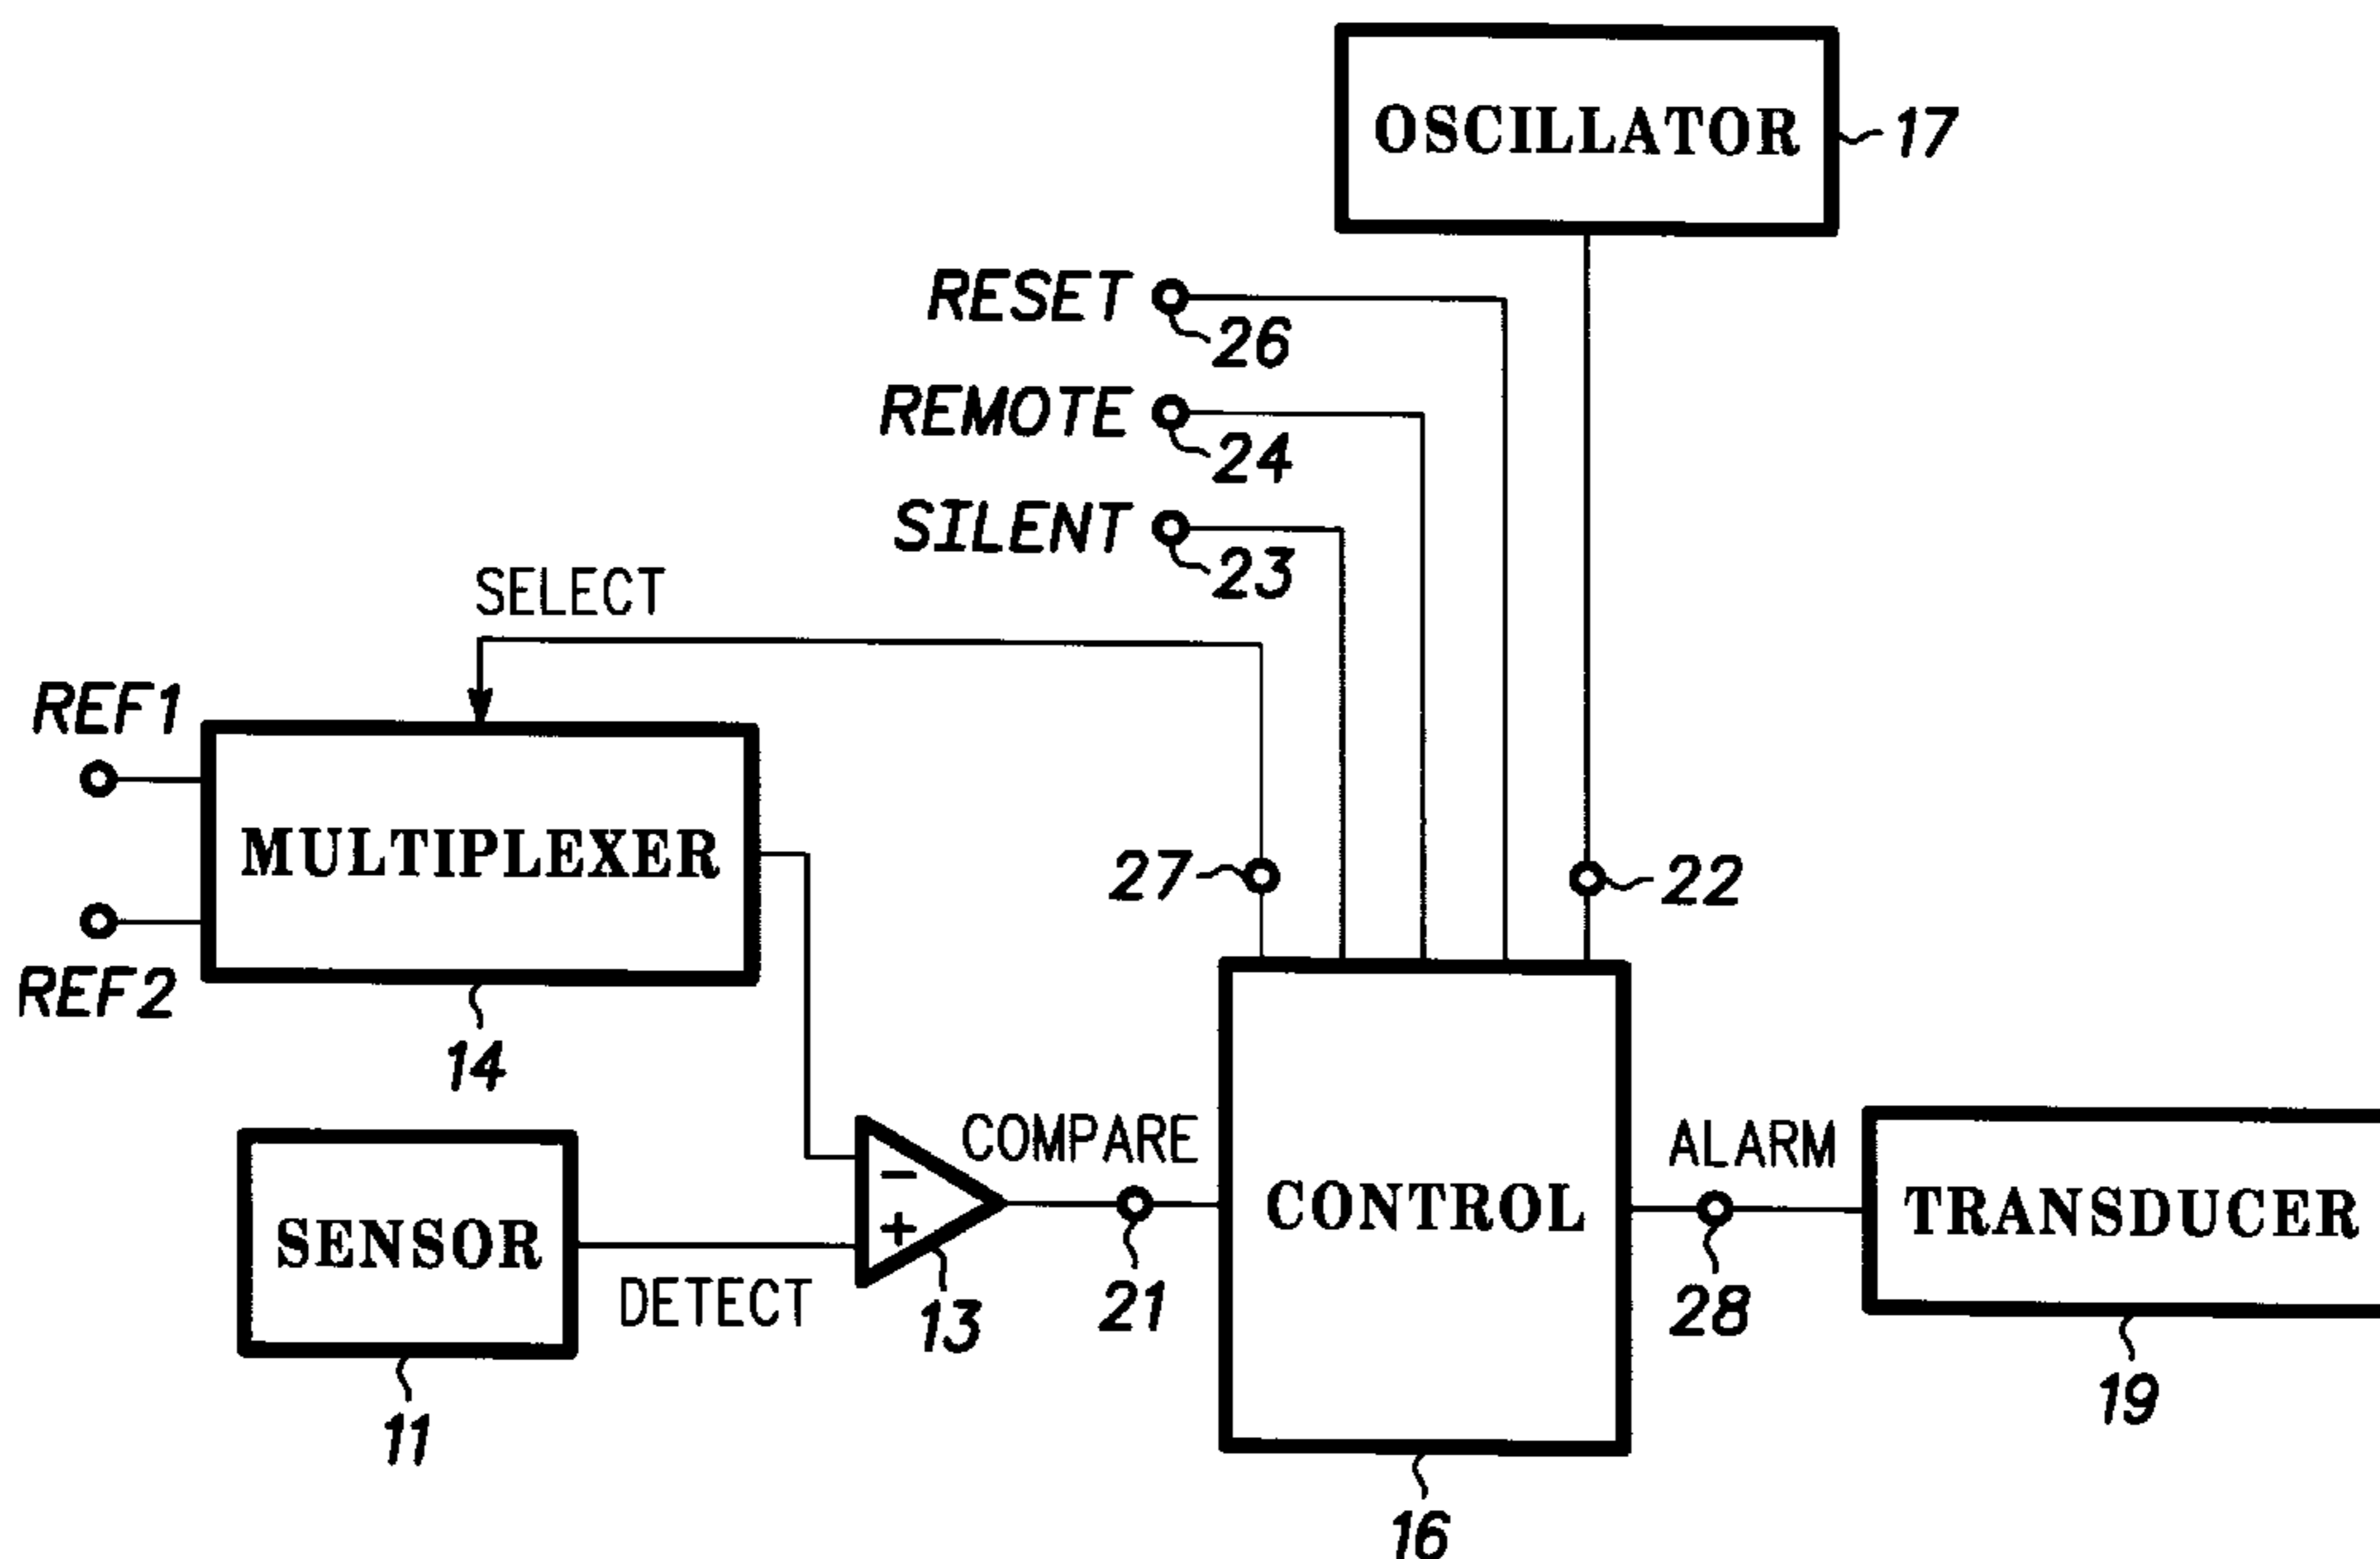 OSCILLATOR
17
RESET
26
REMOTE
24
SILENT
23
SELECT
REF1
MULTIPLEXER
27
22
REF2
14
COMPARE
ALARM
−
+
SENSOR
CONTROL
TRANSDUCER
DETECT
13
21
28
19
11
16